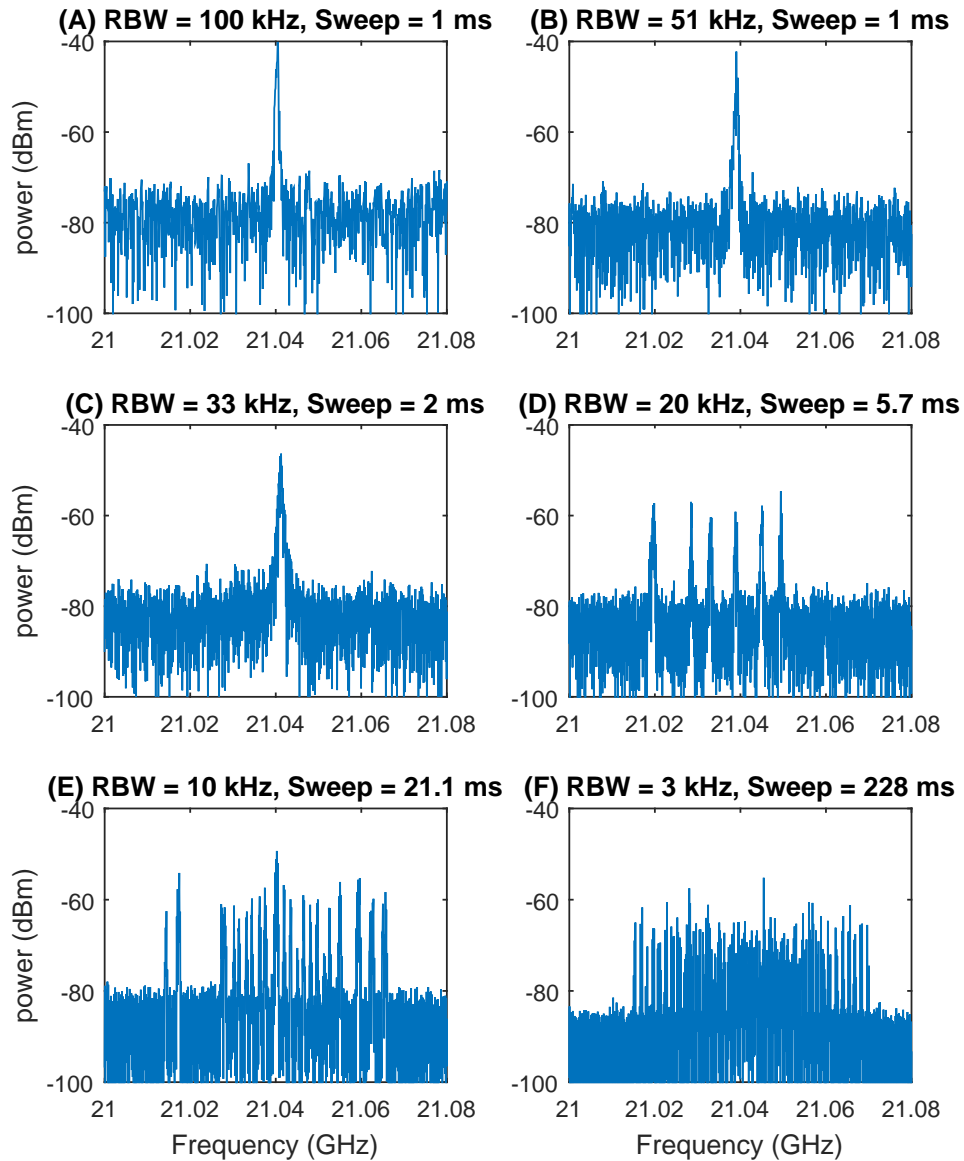 (A) RBW = 100 kHz, Sweep = 1 ms
(B) RBW = 51 kHz, Sweep = 1 ms
-40
-60
-80
-100
power (dBm)
21 21.02 21.04 21.06 21.08
-40
-60
-80
-100
21 21.02 21.04 21.06 21.08
(C) RBW = 33 kHz, Sweep = 2 ms
(D) RBW = 20 kHz, Sweep = 5.7 ms
-40
-60
-80
-100
power (dBm)
21 21.02 21.04 21.06 21.08
-40
-60
-80
-100
21 21.02 21.04 21.06 21.08
(E) RBW = 10 kHz, Sweep = 21.1 ms
(F) RBW = 3 kHz, Sweep = 228 ms
-40
-60
-80
-100
power (dBm)
21 21.02 21.04 21.06 21.08
Frequency (GHz)
-40
-60
-80
-100
21 21.02 21.04 21.06 21.08
Frequency (GHz)